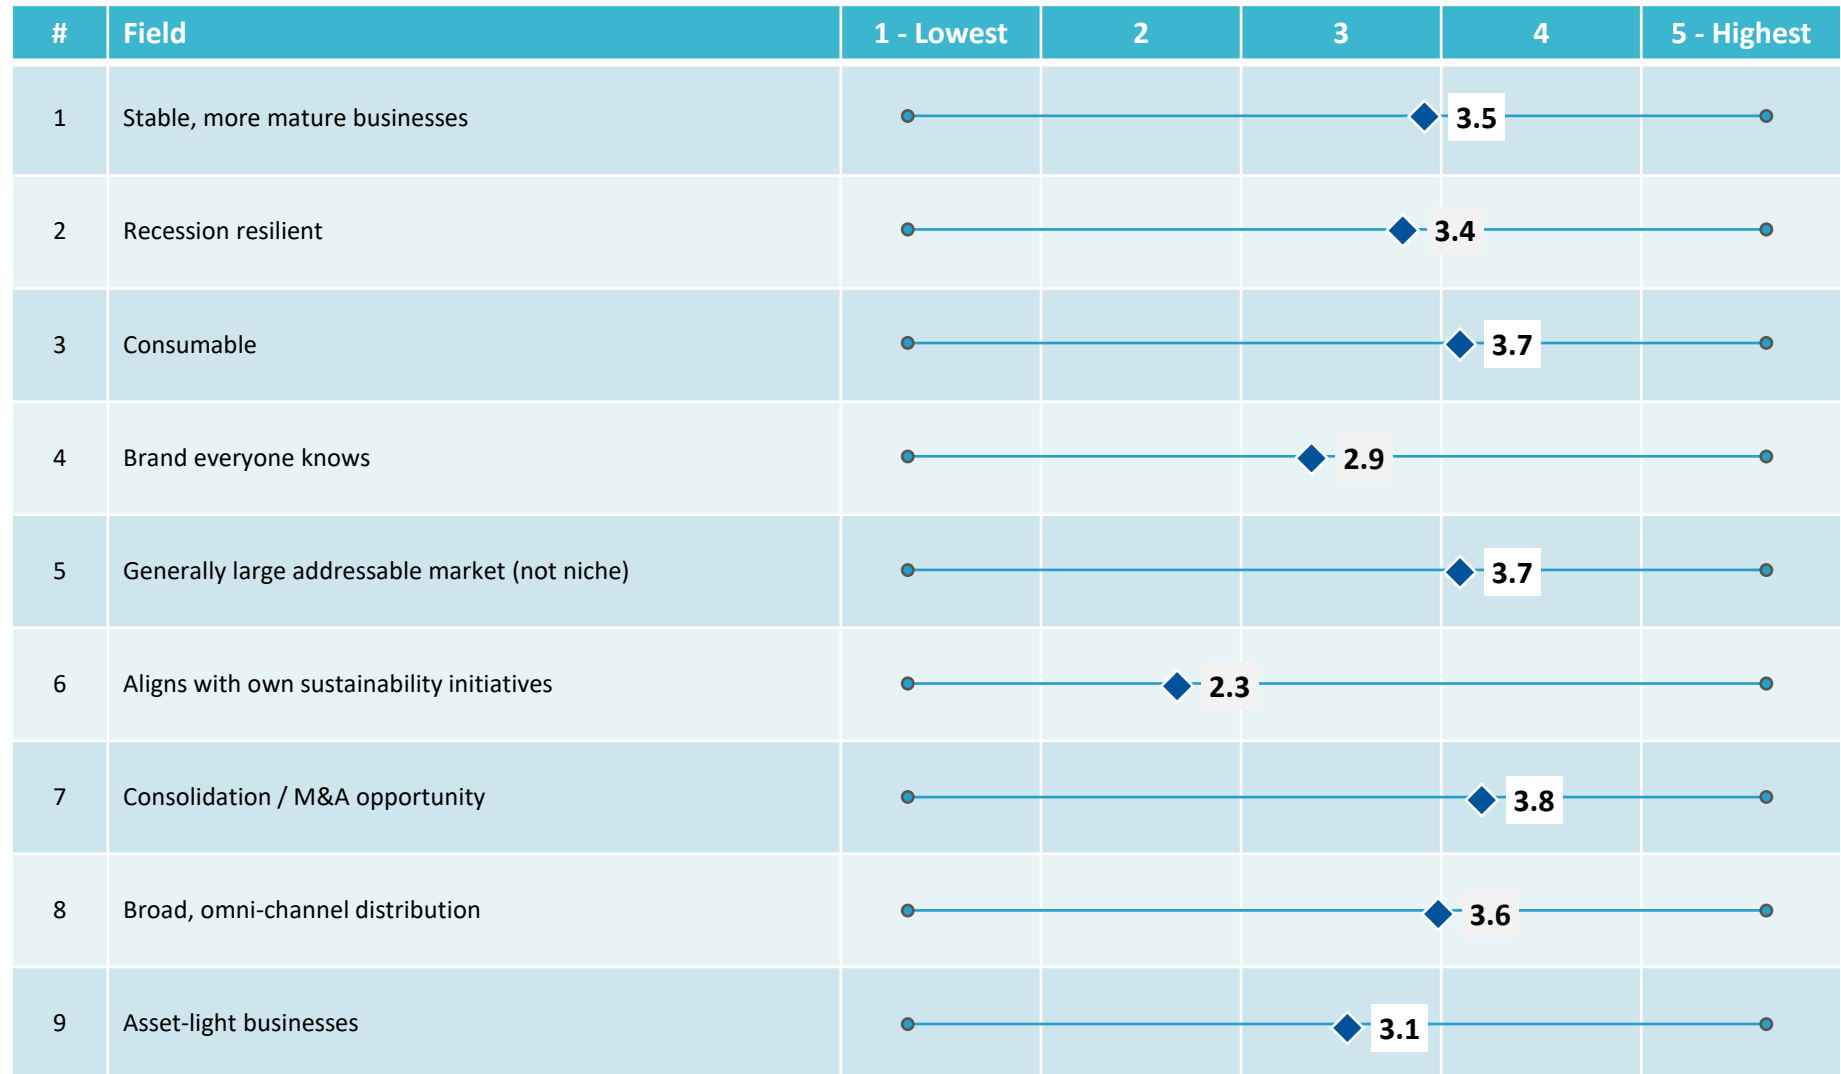 # Field 1 - Lowest 2 3 4 5 - Highest
1 Stable, more mature businesses 3.5
2 Recession resilient 3.4
3 Consumable 3.7
4 Brand everyone knows 2.9
5 Generally large addressable market (not niche) 3.7
6 Aligns with own sustainability initiatives 2.3
7 Consolidation / M&A opportunity 3.8
8 Broad, omni-channel distribution 3.6
9 Asset-light businesses 3.1